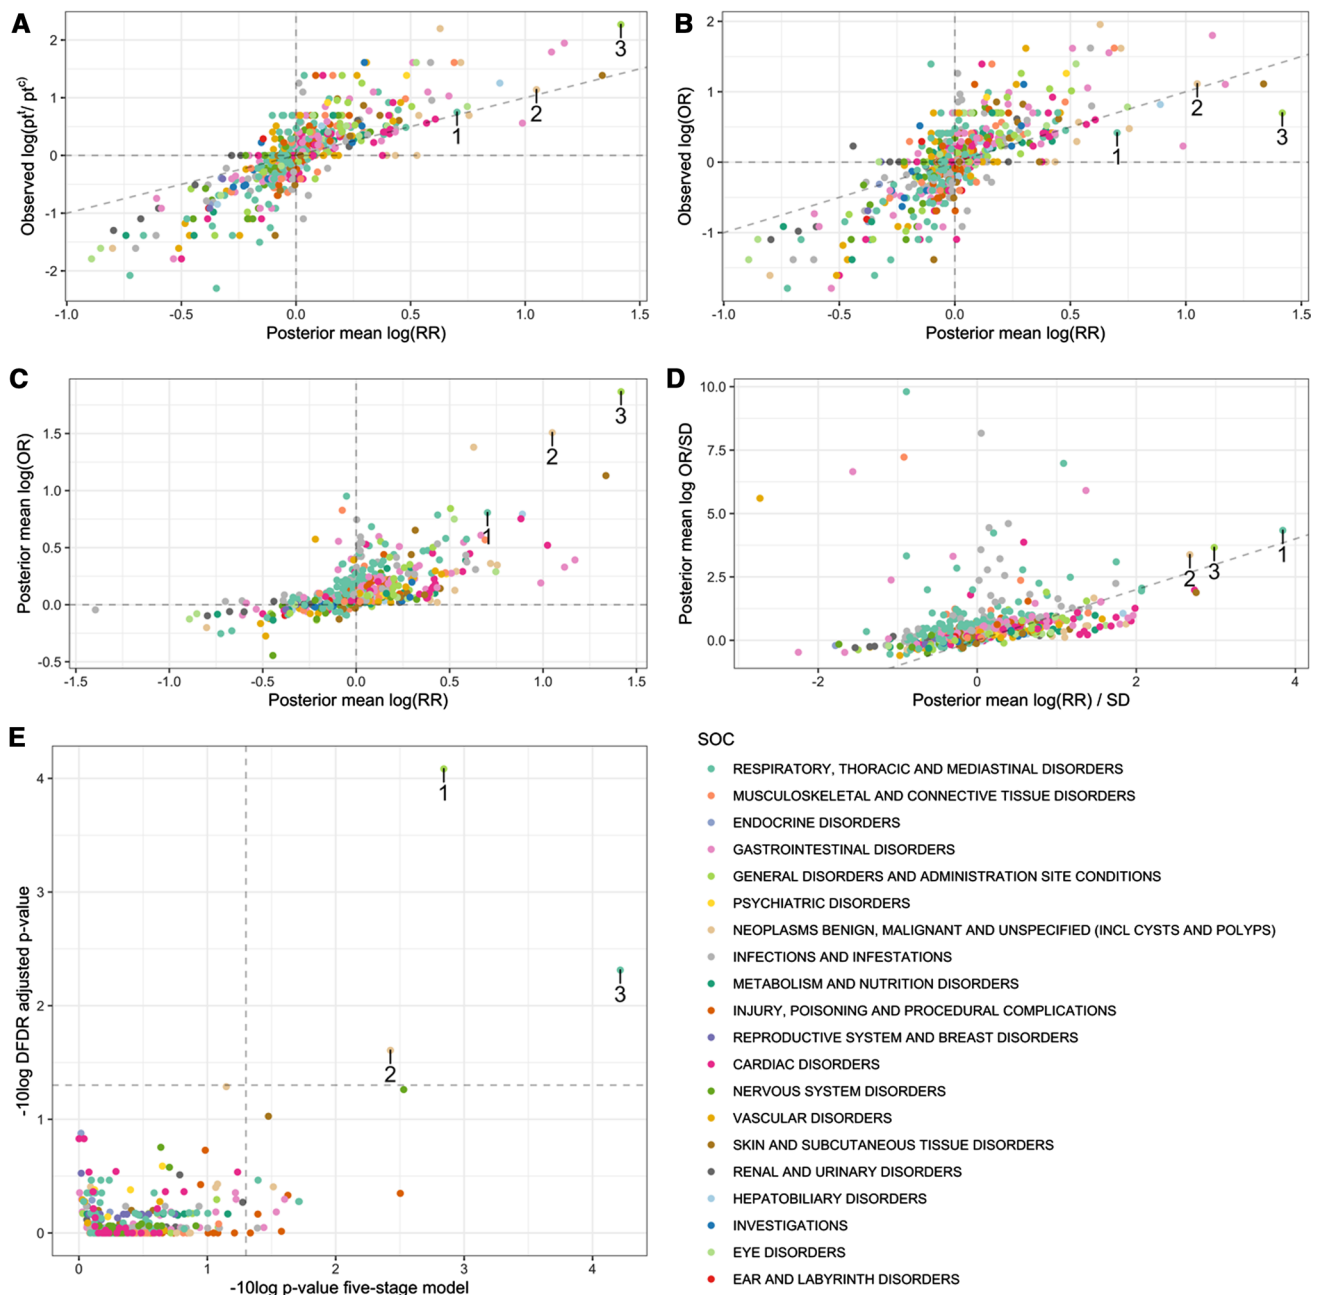 A
Observed log(ptᵗ/ ptᶜ)
2
1
0
-1
-2
1
2
3
-1.0 -0.5 0.0 0.5 1.0 1.5
Posterior mean log(RR)
B
Observed log(OR)
2
1
0
-1
1
2
3
-1.0 -0.5 0.0 0.5 1.0 1.5
Posterior mean log(RR)
C
Posterior mean log(OR)
1.5
1.0
0.5
0.0
-0.5
3
2
1
-1.5 -1.0 -0.5 0.0 0.5 1.0 1.5
Posterior mean log(RR)
D
Posterior mean log OR/SD
10.0
7.5
5.0
2.5
0.0
2
3
1
-2 0 2 4
Posterior mean log(RR) / SD
E
-10log DFDR adjusted p-value
4
3
2
1
0
1
3
2
0 1 2 3 4
-10log p-value five-stage model
SOC
RESPIRATORY, THORACIC AND MEDIASTINAL DISORDERS
MUSCULOSKELETAL AND CONNECTIVE TISSUE DISORDERS
ENDOCRINE DISORDERS
GASTROINTESTINAL DISORDERS
GENERAL DISORDERS AND ADMINISTRATION SITE CONDITIONS
PSYCHIATRIC DISORDERS
NEOPLASMS BENIGN, MALIGNANT AND UNSPECIFIED (INCL CYSTS AND POLYPS)
INFECTIONS AND INFESTATIONS
METABOLISM AND NUTRITION DISORDERS
INJURY, POISONING AND PROCEDURAL COMPLICATIONS
REPRODUCTIVE SYSTEM AND BREAST DISORDERS
CARDIAC DISORDERS
NERVOUS SYSTEM DISORDERS
VASCULAR DISORDERS
SKIN AND SUBCUTANEOUS TISSUE DISORDERS
RENAL AND URINARY DISORDERS
HEPATOBILIARY DISORDERS
INVESTIGATIONS
EYE DISORDERS
EAR AND LABYRINTH DISORDERS